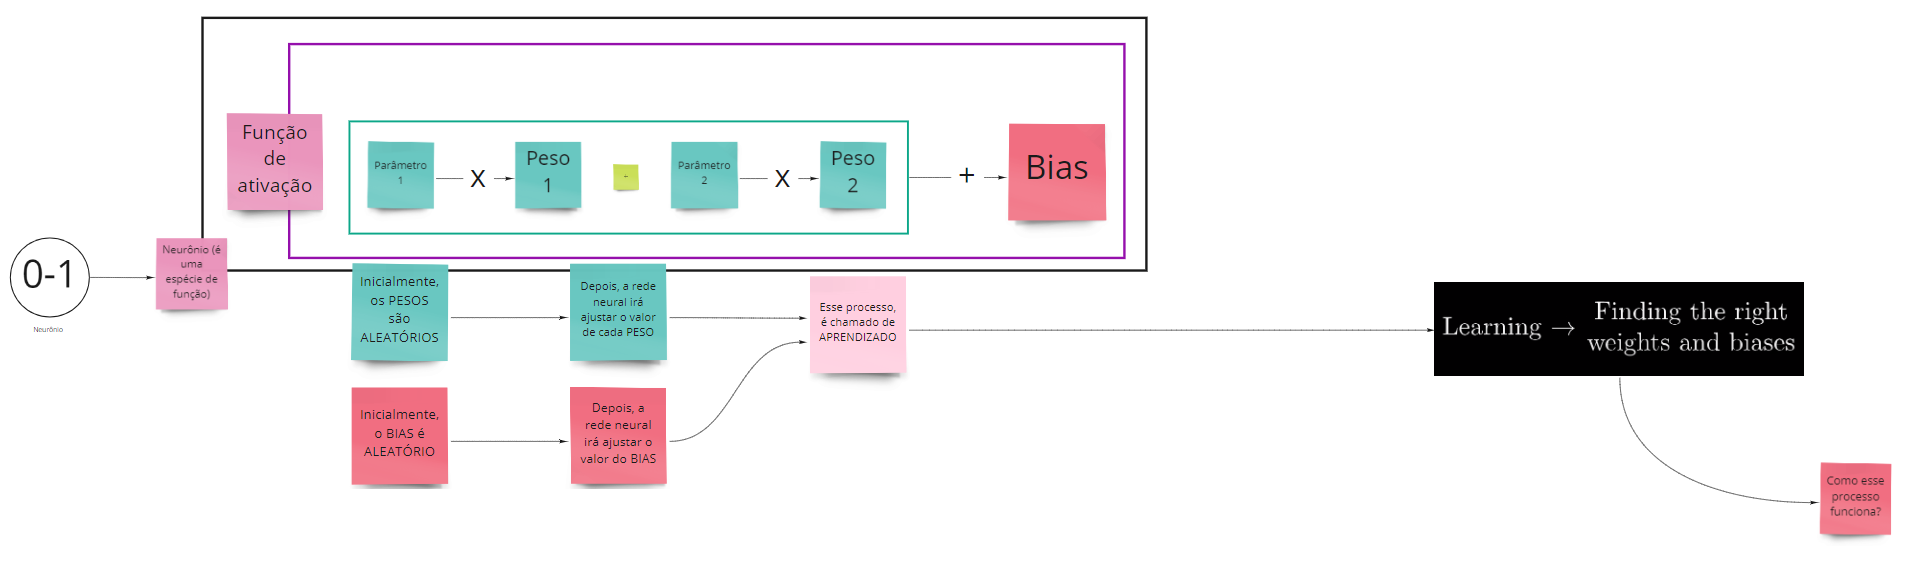 Função
de
ativação
Parâmetro
1
X
Peso
1
Parâmetro
2
X
Peso
2
+
Bias
0-1
Neurônio
Neurônio (é
uma
espécie de
função)
Inicialmente,
os PESOS
são
ALEATÓRIOS
Depois, a rede
neural irá
ajustar o valor
de cada PESO
Esse processo,
é chamado de
APRENDIZADO
Learning → Finding the right
weights and biases
Inicialmente,
o BIAS é
ALEATÓRIO
Depois, a
rede neural
irá ajustar o
valor do BIAS
Como esse
processo
funciona?